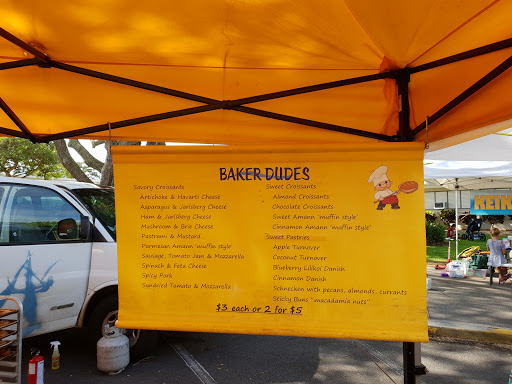 BAKER DUDES
Savory Croissants
Artichoke & Havarti Cheese
Asparagus & Jarlsberg Cheese
Ham & Jarlsberg Cheese
Mushroom & Brie Cheese
Pastrami & Mustard
Parmesan Amann 'muffin style'
Sausage, Tomato Jam & Mozzarella
Spinach & Feta Cheese
Spicy Pork
Sundried Tomato & Mozzarella
Sweet Croissants
Almond Croissants
Chocolate Croissants
Sweet Amann 'muffin style'
Cinnamon Amann 'muffin style'
Sweet Pastries
Apple Turnover
Coconut Turnover
Blueberry Lilikoi Danish
Cinnamon Danish
Schnecken with pecans, almonds, currants
Sticky Buns 'macadamia nuts'
$3 each or 2 for $5